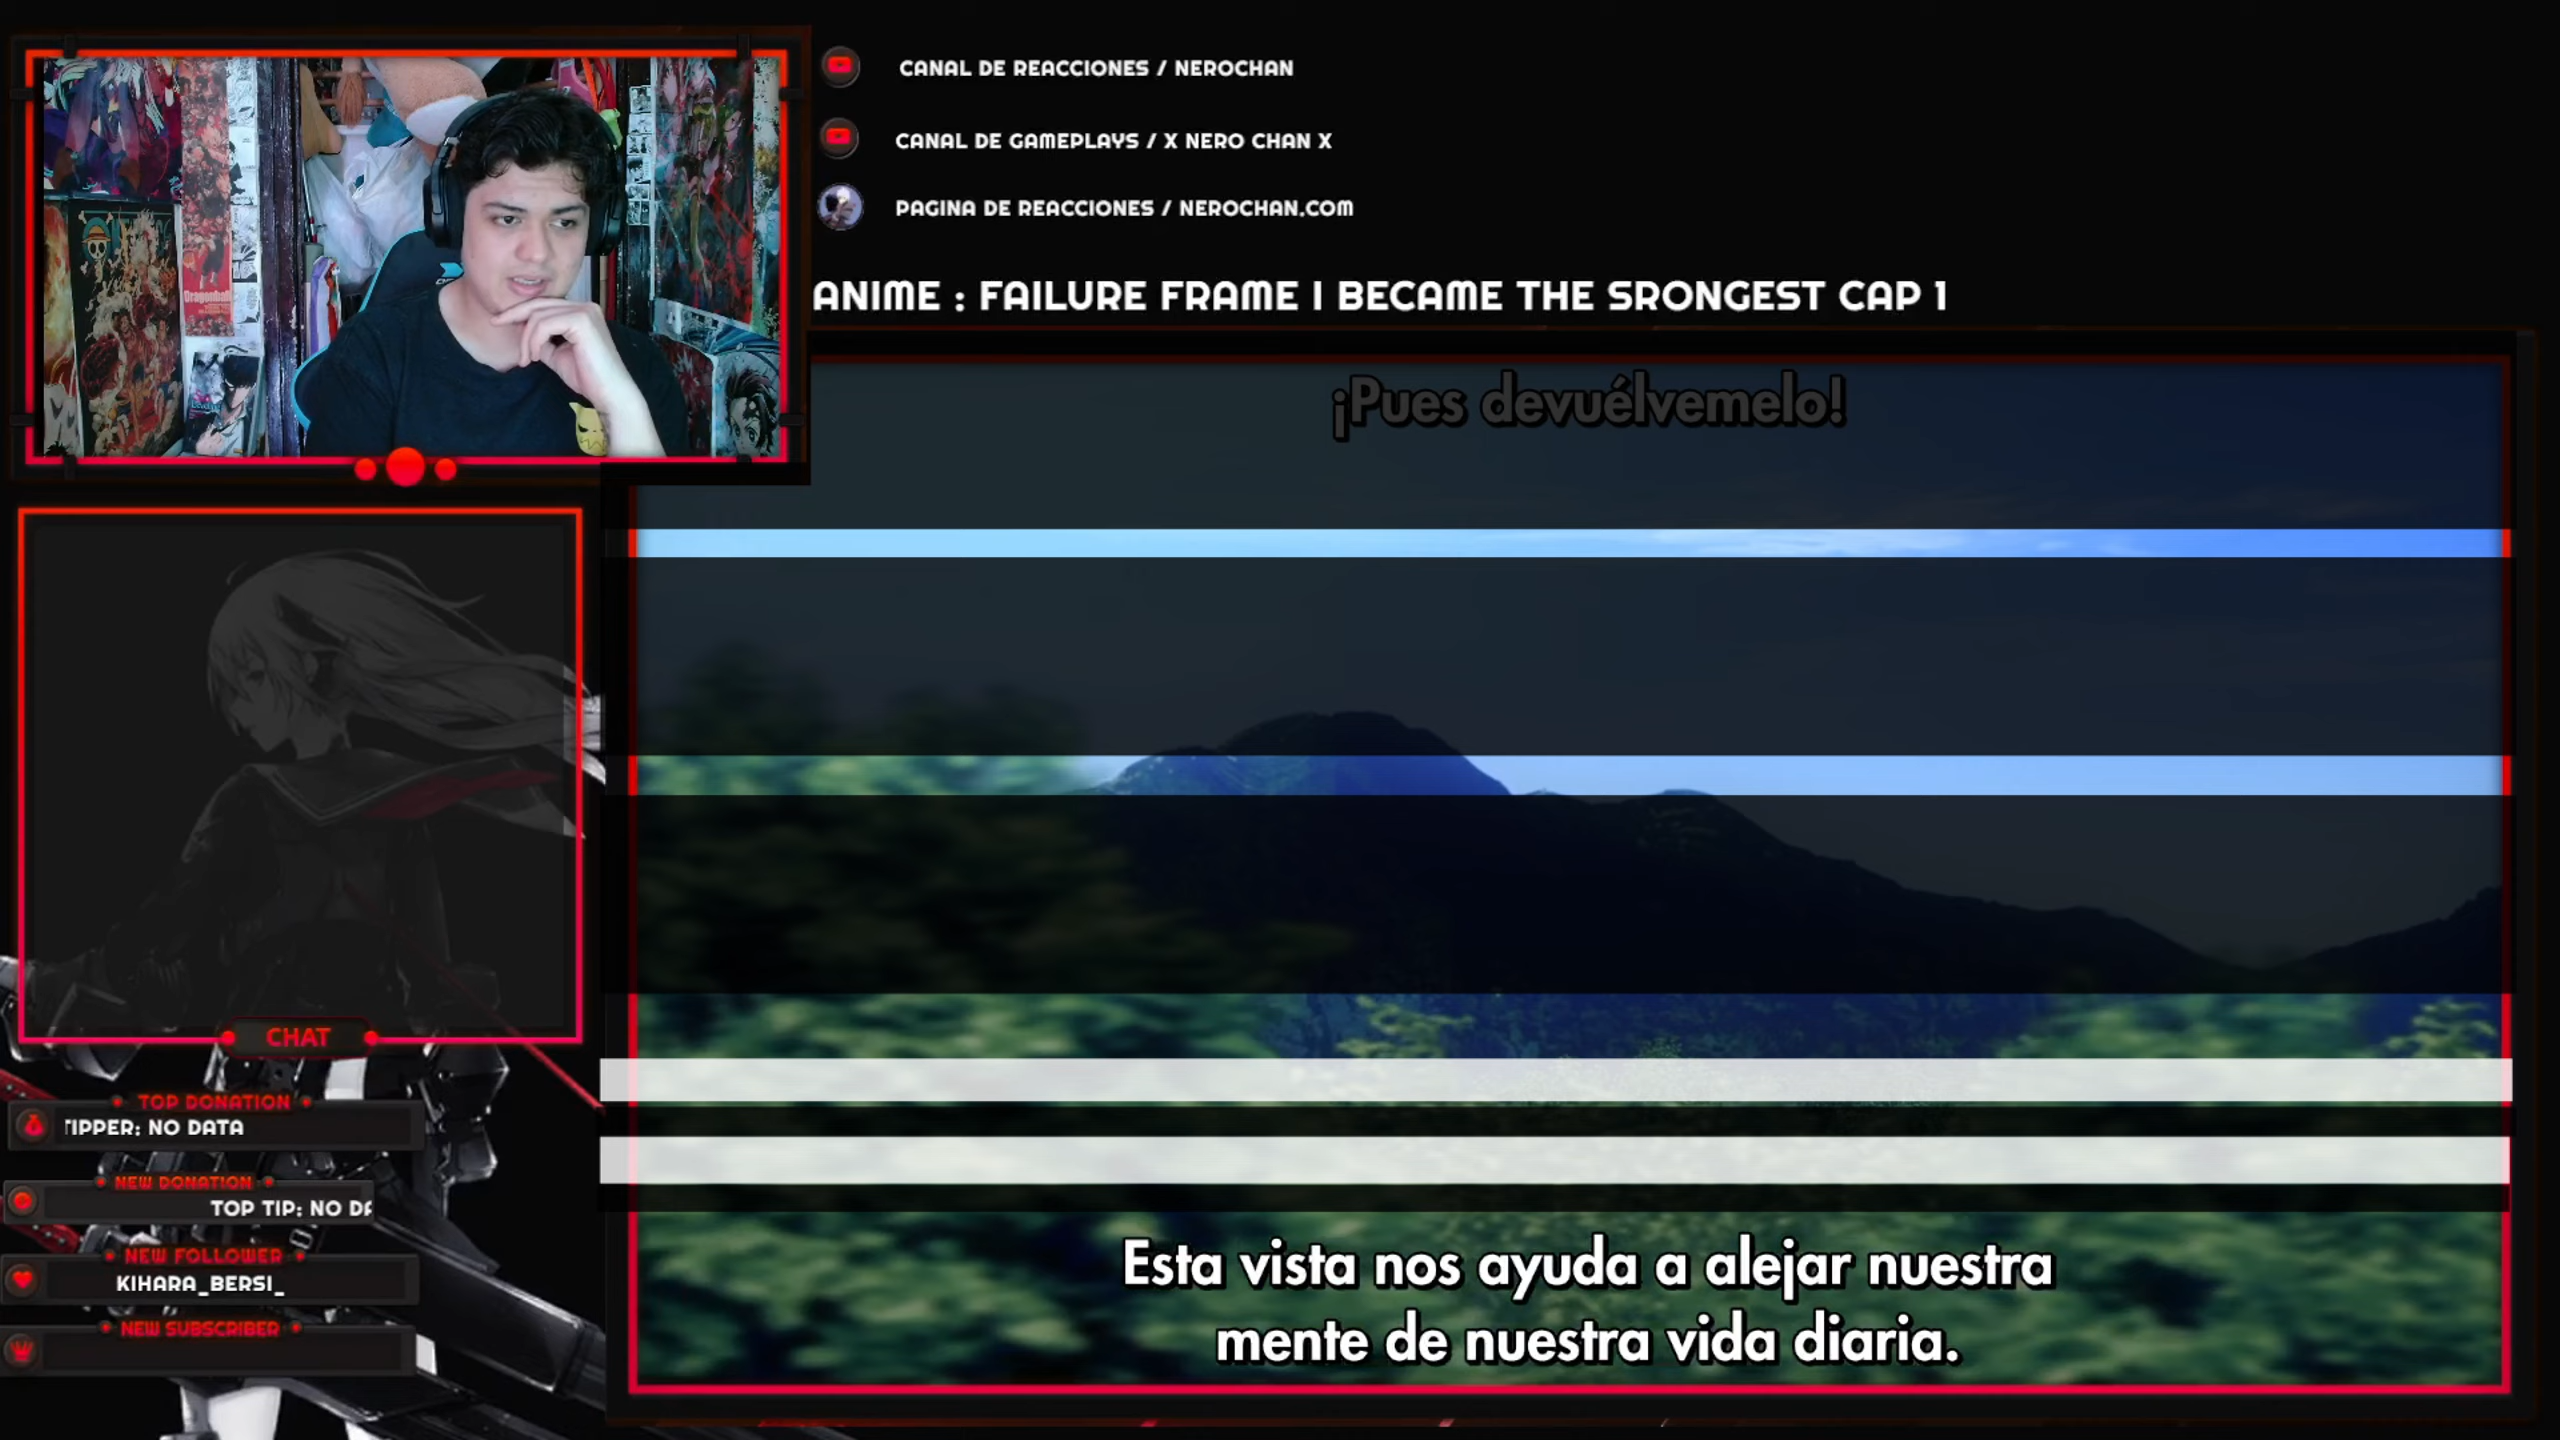 CANAL DE REACCIONES / NEROCHAN
CANAL DE GAMEPLAYS / X NERO CHAN X
PAGINA DE REACCIONES / NEROCHAN.COM
ANIME : FAILURE FRAME I BECAME THE SRONGEST CAP 1
¡Pues devuélvemelo!
Dragonball
CHAT
TOP DONATION
TIPPER: NO DATA
NEW DONATION
TOP TIP: NO DA
NEW FOLLOWER
KIHARA_BERSI_
NEW SUBSCRIBER
Esta vista nos ayuda a alejar nuestra
mente de nuestra vida diaria.